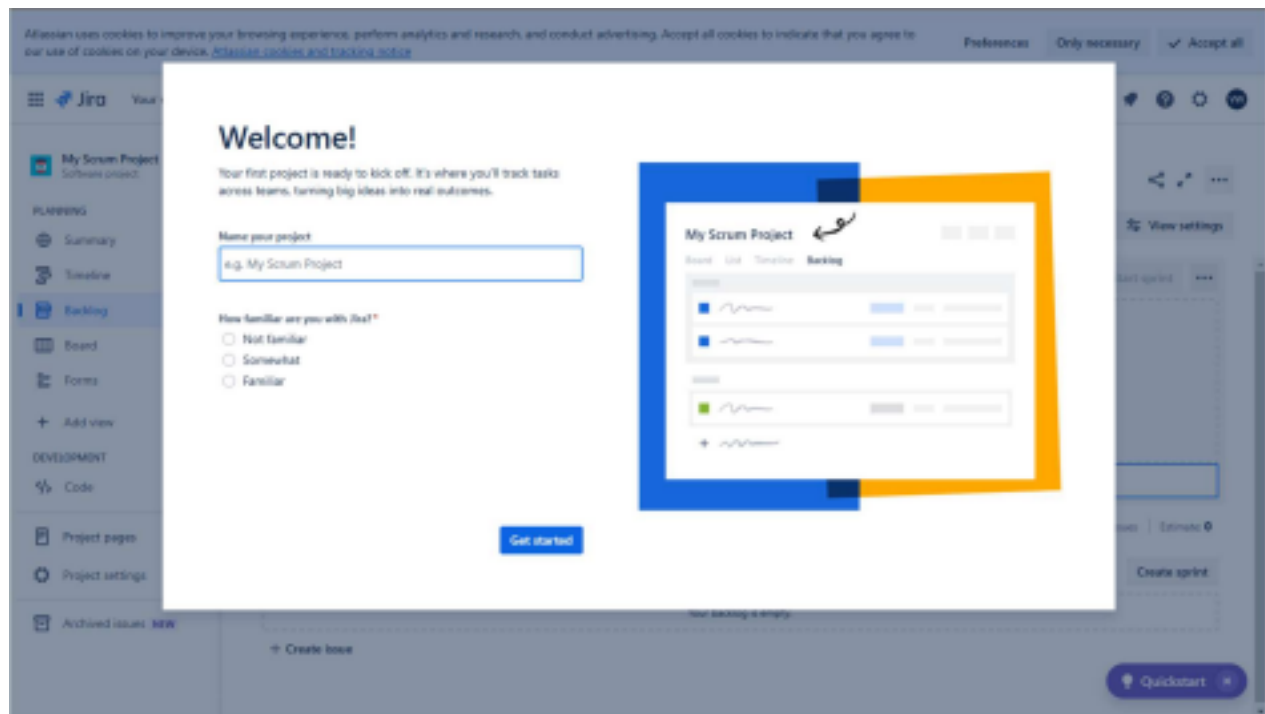 Atlassian uses cookies to improve your browsing experience, perform analytics and research, and conduct advertising. Accept all cookies to indicate that you agree to
our use of cookies on your device. Atlassian cookies and tracking notice
Preferences
Only necessary
Accept all
Jira
Your
My Scrum Project
Software project
PLANNING
Summary
Timeline
Backlog
Board
Forms
Add view
DEVELOPMENT
Code
Project pages
Project settings
Archived issues NEW
Welcome!
Your first project is ready to kick off. It's where you'll track tasks
across teams, turning big ideas into real outcomes.
Name your project
e.g. My Scrum Project
How familiar are you with Jira?*
Not familiar
Somewhat
Familiar
Get started
My Scrum Project
Board List Timeline Backlog
View settings
sprint
Estimate 0
Create sprint
Your backlog is empty.
+ Create issue
Quickstart